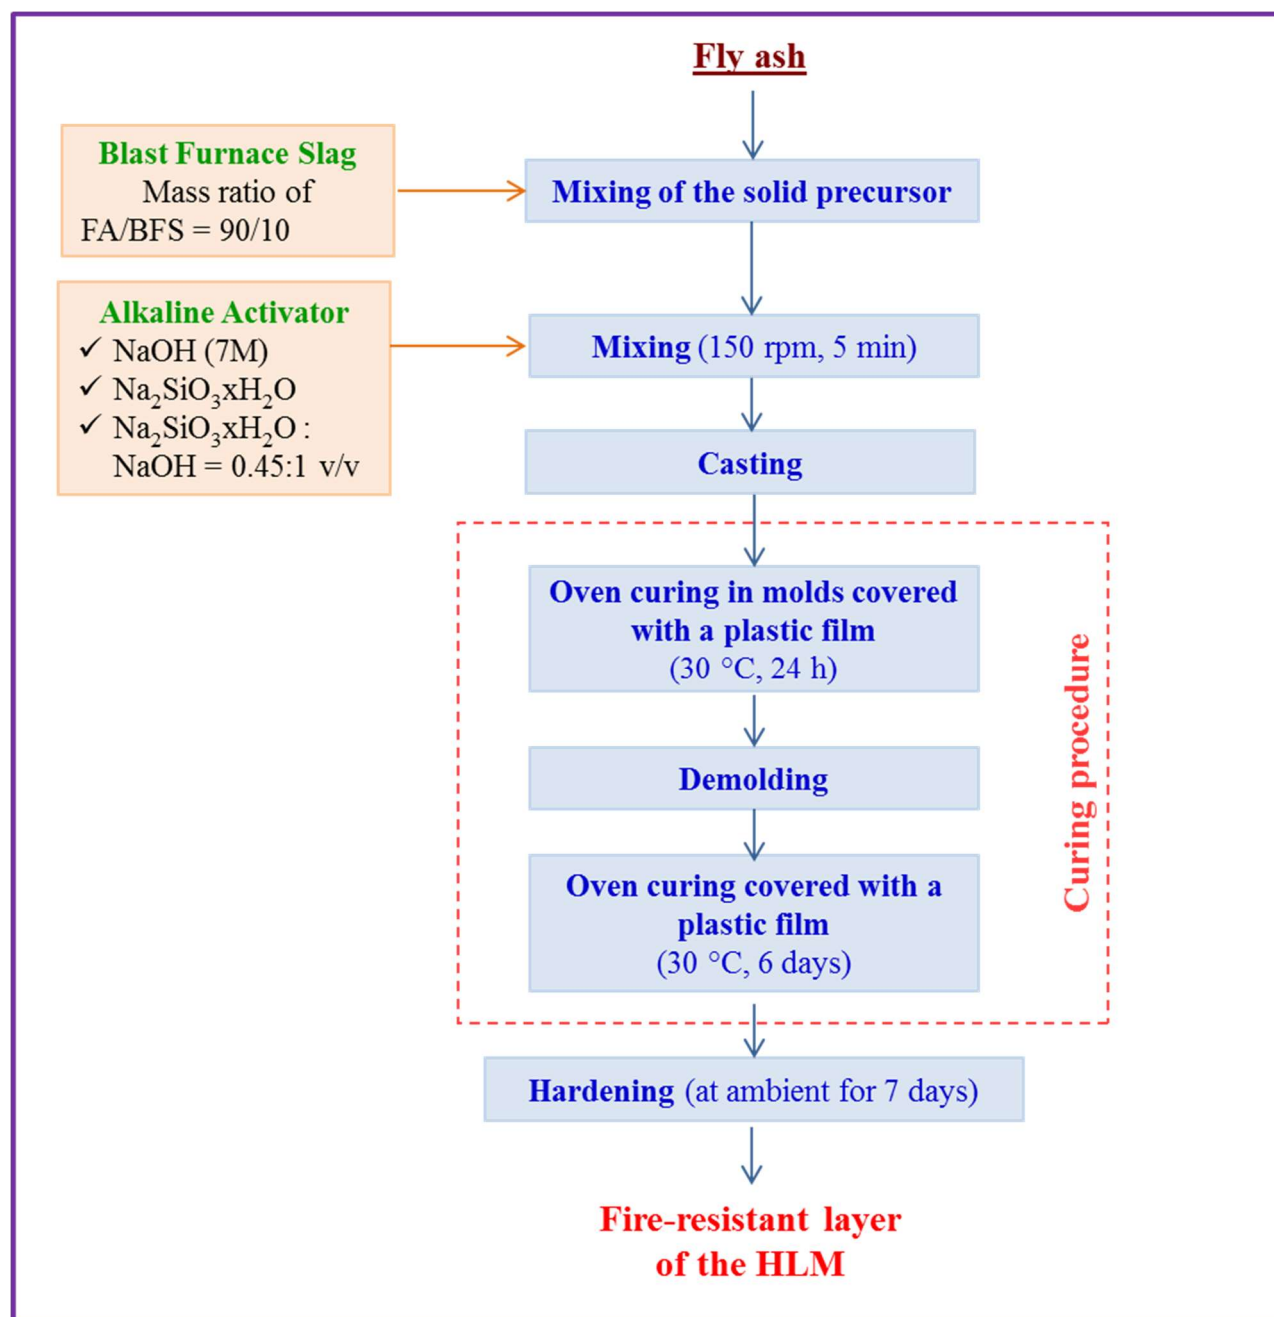 Fly ash
Blast Furnace Slag
Mass ratio of
FA/BFS = 90/10
Mixing of the solid precursor
Alkaline Activator
✓ NaOH (7M)
✓ Na₂SiO₃xH₂O
✓ Na₂SiO₃xH₂O :
NaOH = 0.45:1 v/v
Mixing (150 rpm, 5 min)
Casting
Oven curing in molds covered
with a plastic film
(30 °C, 24 h)
Demolding
Oven curing covered with a
plastic film
(30 °C, 6 days)
Curing procedure
Hardening (at ambient for 7 days)
Fire-resistant layer
of the HLM